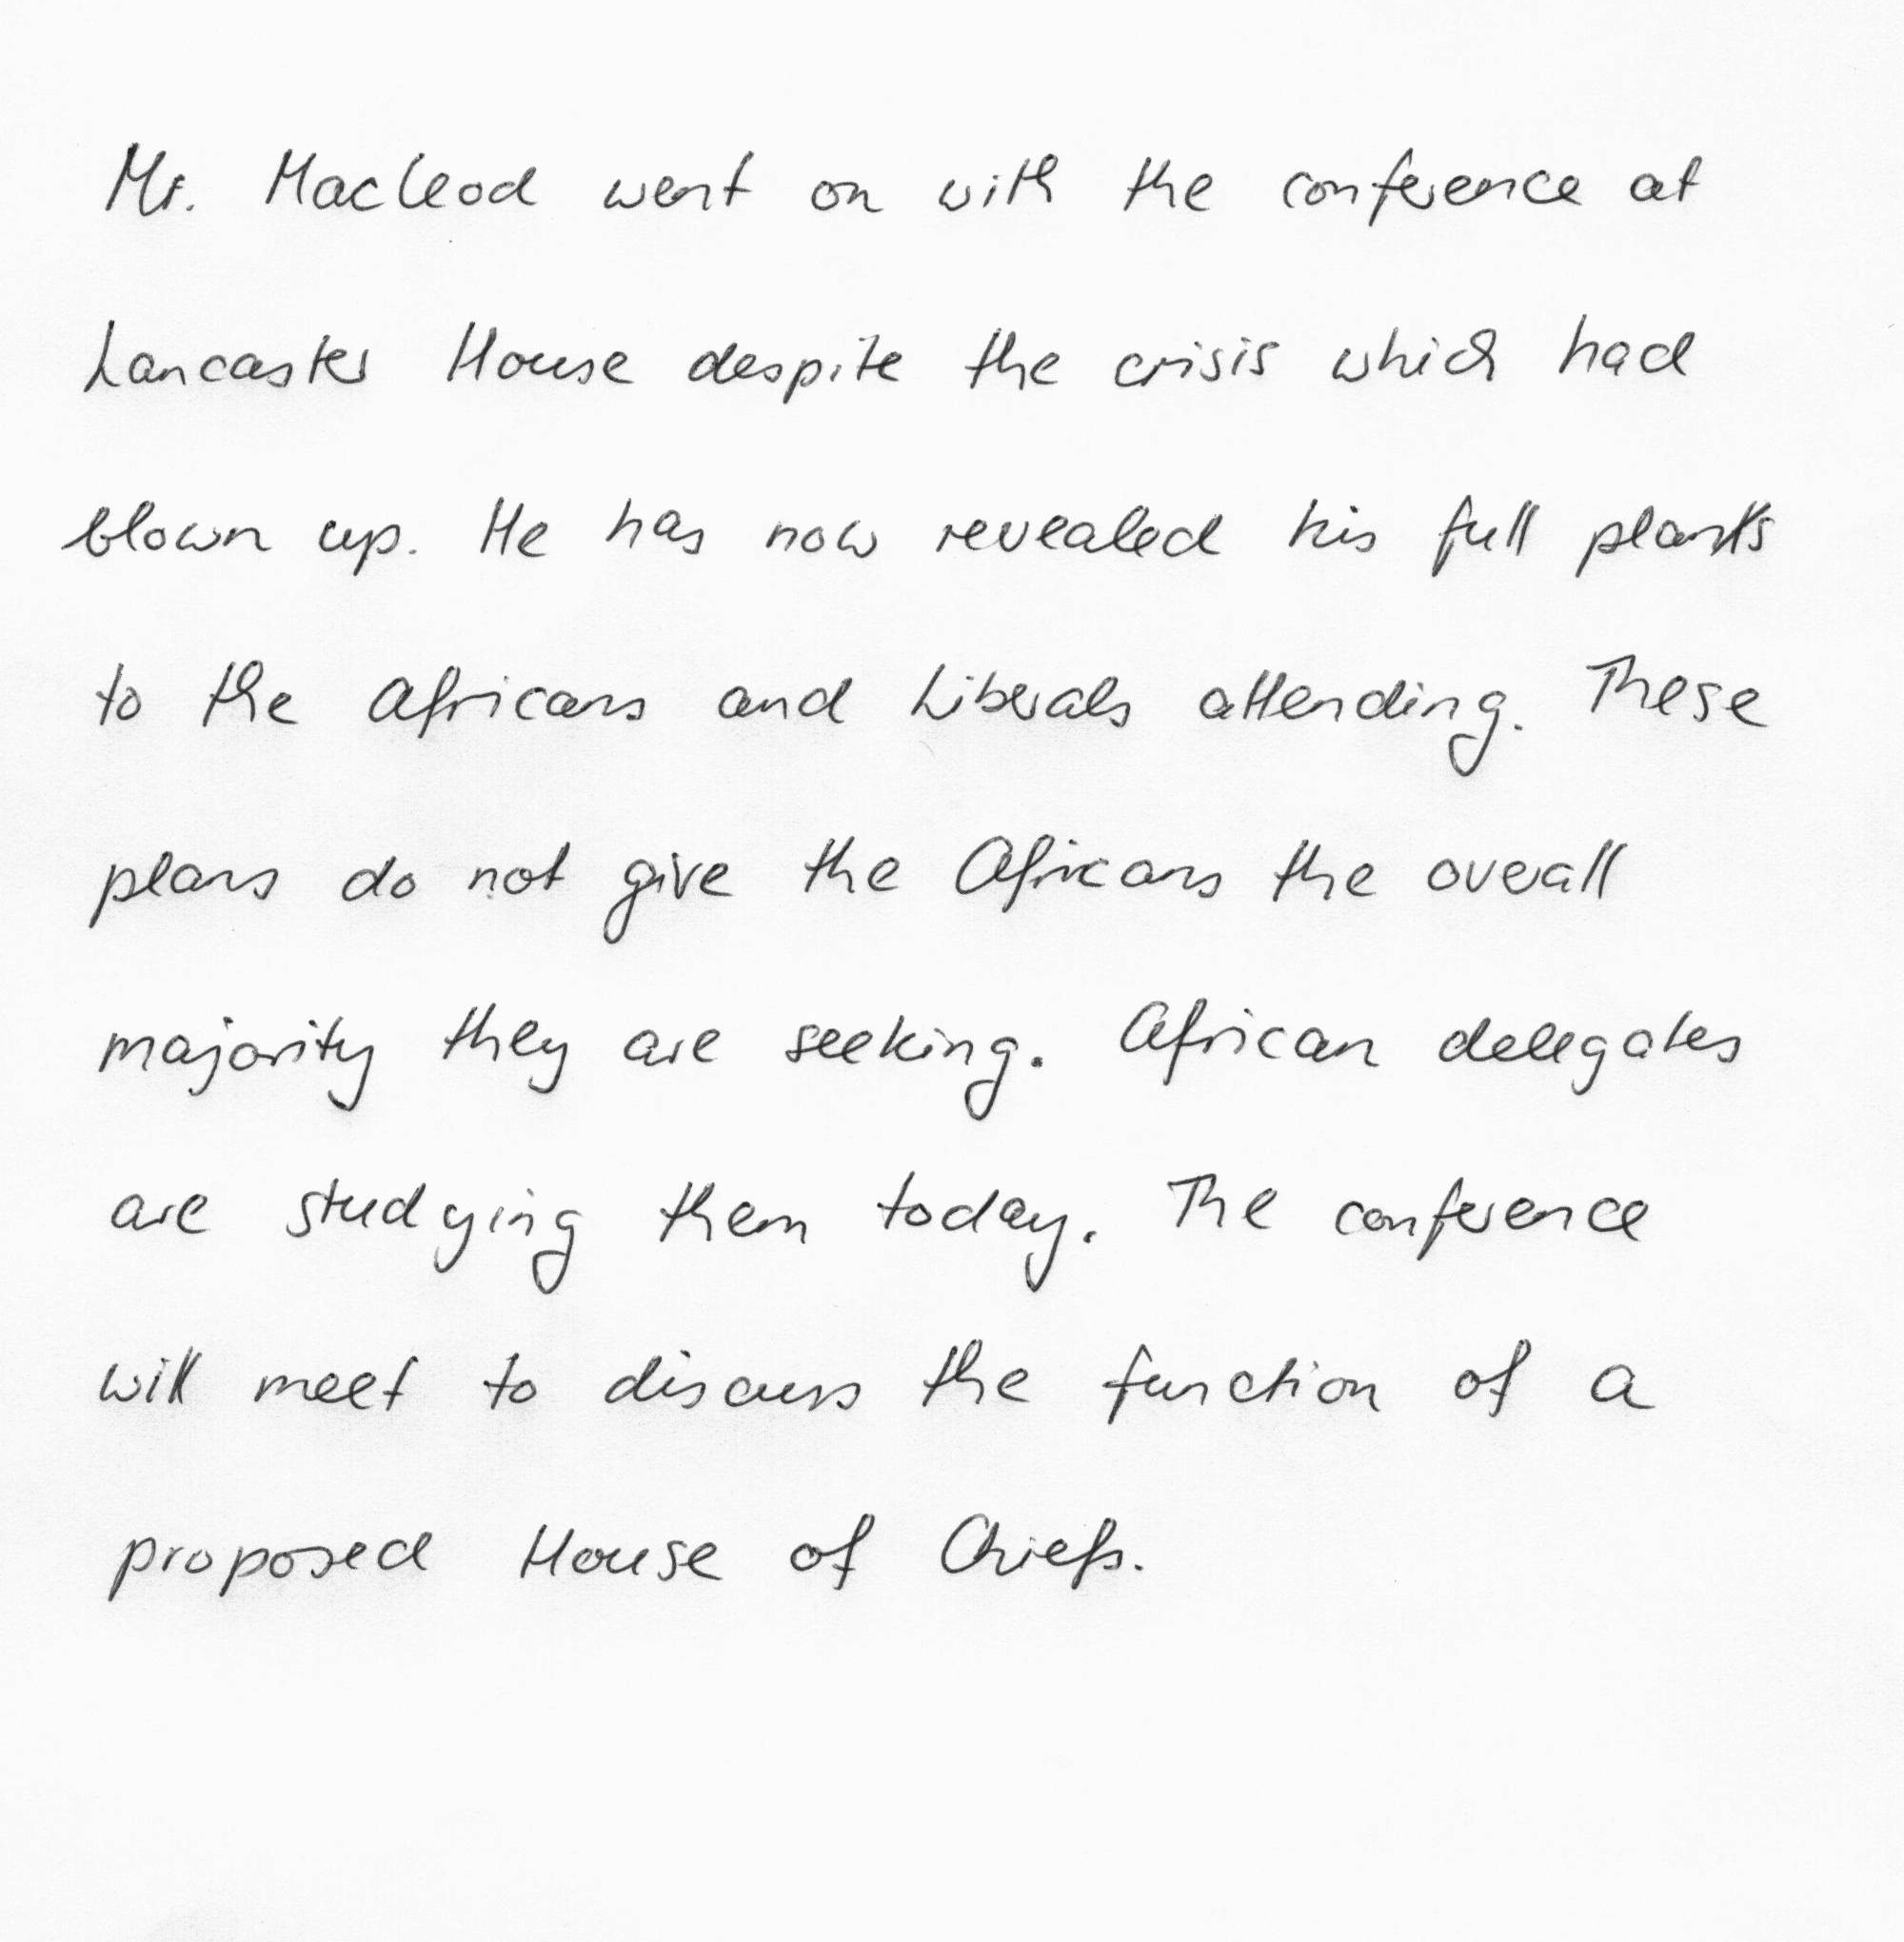 Mr. Macleod went on with the conference at
Lancaster House despite the crisis which had
blown up. He has now revealed his full plans
to the Africans and Liberals attending. These
plans do not give the Africans the overall
majority they are seeking. African delegates
are studying them today. The conference
will meet to discuss the function of a
proposed House of Chiefs.